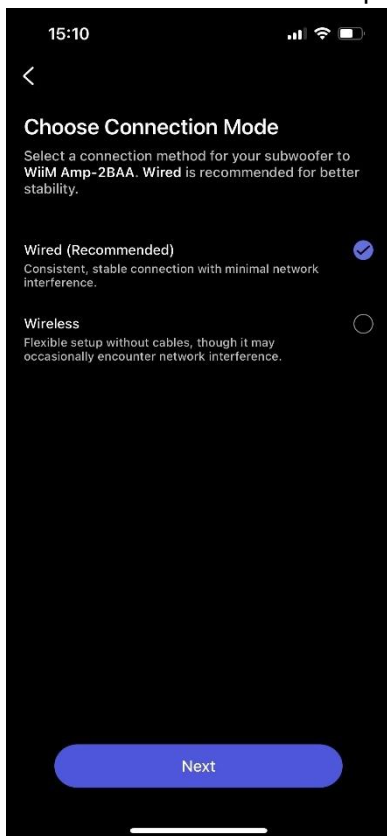 15:10
Choose Connection Mode
Select a connection method for your subwoofer to
WiiM Amp-2BAA. Wired is recommended for better
stability.
Wired (Recommended)
Consistent, stable connection with minimal network
interference.
Wireless
Flexible setup without cables, though it may
occasionally encounter network interference.
Next